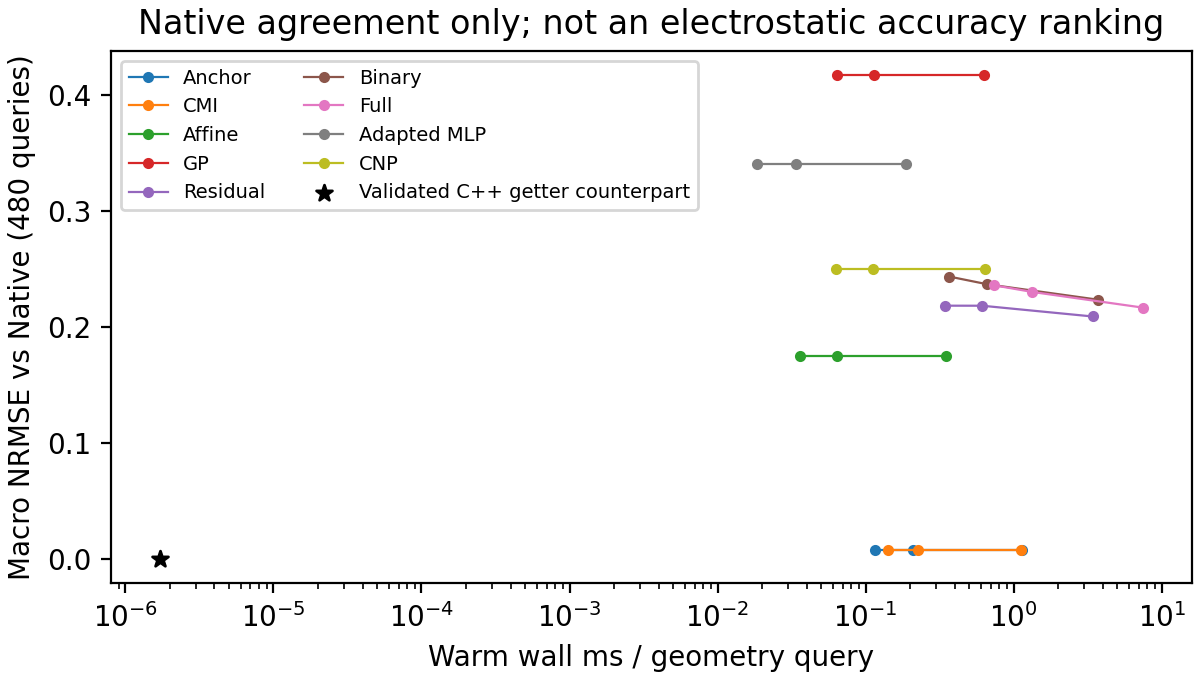 Native agreement only; not an electrostatic accuracy ranking
Macro NRMSE vs Native (480 queries)
0.4
0.3
0.2
0.1
0.0
Anchor
CMI
Affine
GP
Residual
Binary
Full
Adapted MLP
CNP
Validated C++ getter counterpart
10⁻⁶
10⁻⁵
10⁻⁴
10⁻³
10⁻²
10⁻¹
10⁰
10¹
Warm wall ms / geometry query